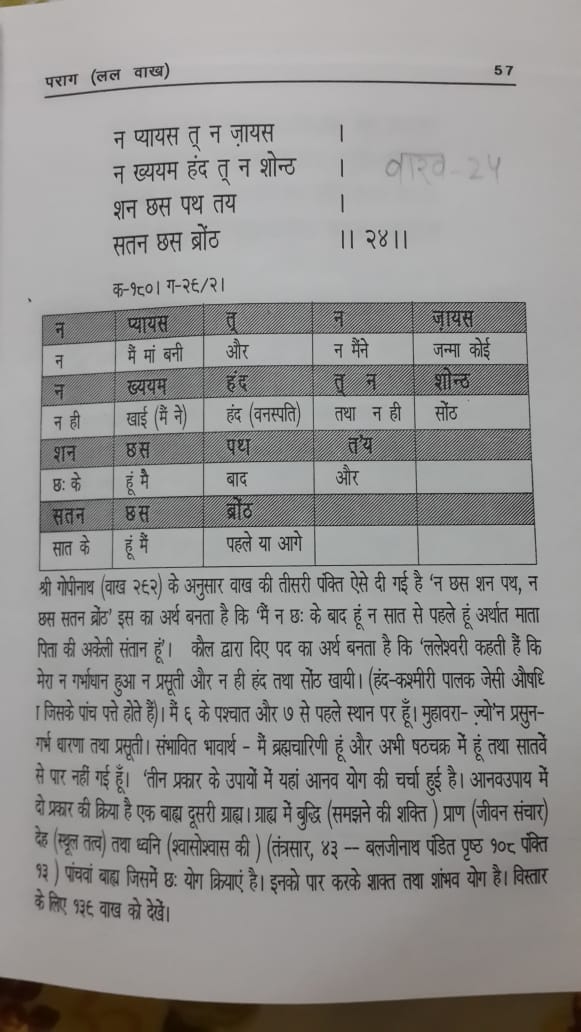 पराग (लल वाख) 57
न प्यायस तॖ न ज़ायस ।
न ख्ययम हंद तॖ न शोन्ठ । वाख-24
शन छस पथ तय ।
सतन छस ब्रोंठ ।। २४।।
क-१८०। ग-२६/२।
न प्यायस तॖ न ज़ायस
न मैं मां बनी और न मैंने जन्मा कोई
न ख्ययम हंद तॖ न शोन्ठ
न ही खाई (मैं ने) हंद (वनस्पति) तथा न ही सोंठ
शन छस पथ त'य
छः के हूं मै बाद और
सतन छस ब्रोंठ
सात के हूं मैं पहले या आगे
श्री गोपीनाथ (वाख २९२) के अनुसार वाख की तीसरी पंक्ति ऐसे दी गई है 'न छस शन पथ, न
छस सतन ब्रोंठ' इस का अर्थ बनता है कि 'मैं न छः के बाद हूं न सात से पहले हूं अर्थात माता
पिता की अकेली संतान हूं'। कौल द्वारा दिए पद का अर्थ बनता है कि 'ललेश्वरी कहती हैं कि
मेरा न गर्भाधान हुआ न प्रसूती और न ही हंद तथा सोंठ खायी। (हंद-कश्मीरी पालक जेसी औषधि
ा जिसके पांच पत्ते होते हैं)। मैं ६ के पश्चात और ७ से पहले स्थान पर हूँ। मुहावरा- ज़्यो'न प्रसुन-
गर्भ धारणा तथा प्रसूती। संभावित भावार्थ - मैं ब्रह्मचारिणी हूं और अभी षठचक्र में हूं तथा सातवें
से पार नहीं गई हूँ। 'तीन प्रकार के उपायों में यहां आनव योग की चर्चा हुई है। आनवउपाय में
दो प्रकार की क्रिया है एक बाह्य दूसरी ग्राह्य। ग्राह्य में बुद्धि (समझने की शक्ति ) प्राण (जीवन संचार)
देह (स्थूल तत्व) तथा ध्वनि (श्वासोश्वास की ) (तंत्रसार, ४३ -- बलजीनाथ पंडित पृष्ठ १०८ पंक्ति
१३ ) पांचवां बाह्य जिसमें छः योग क्रियाएं है। इनको पार करके शाक्त तथा शांभव योग है। विस्तार
के लिए १३६ वाख को देखें।